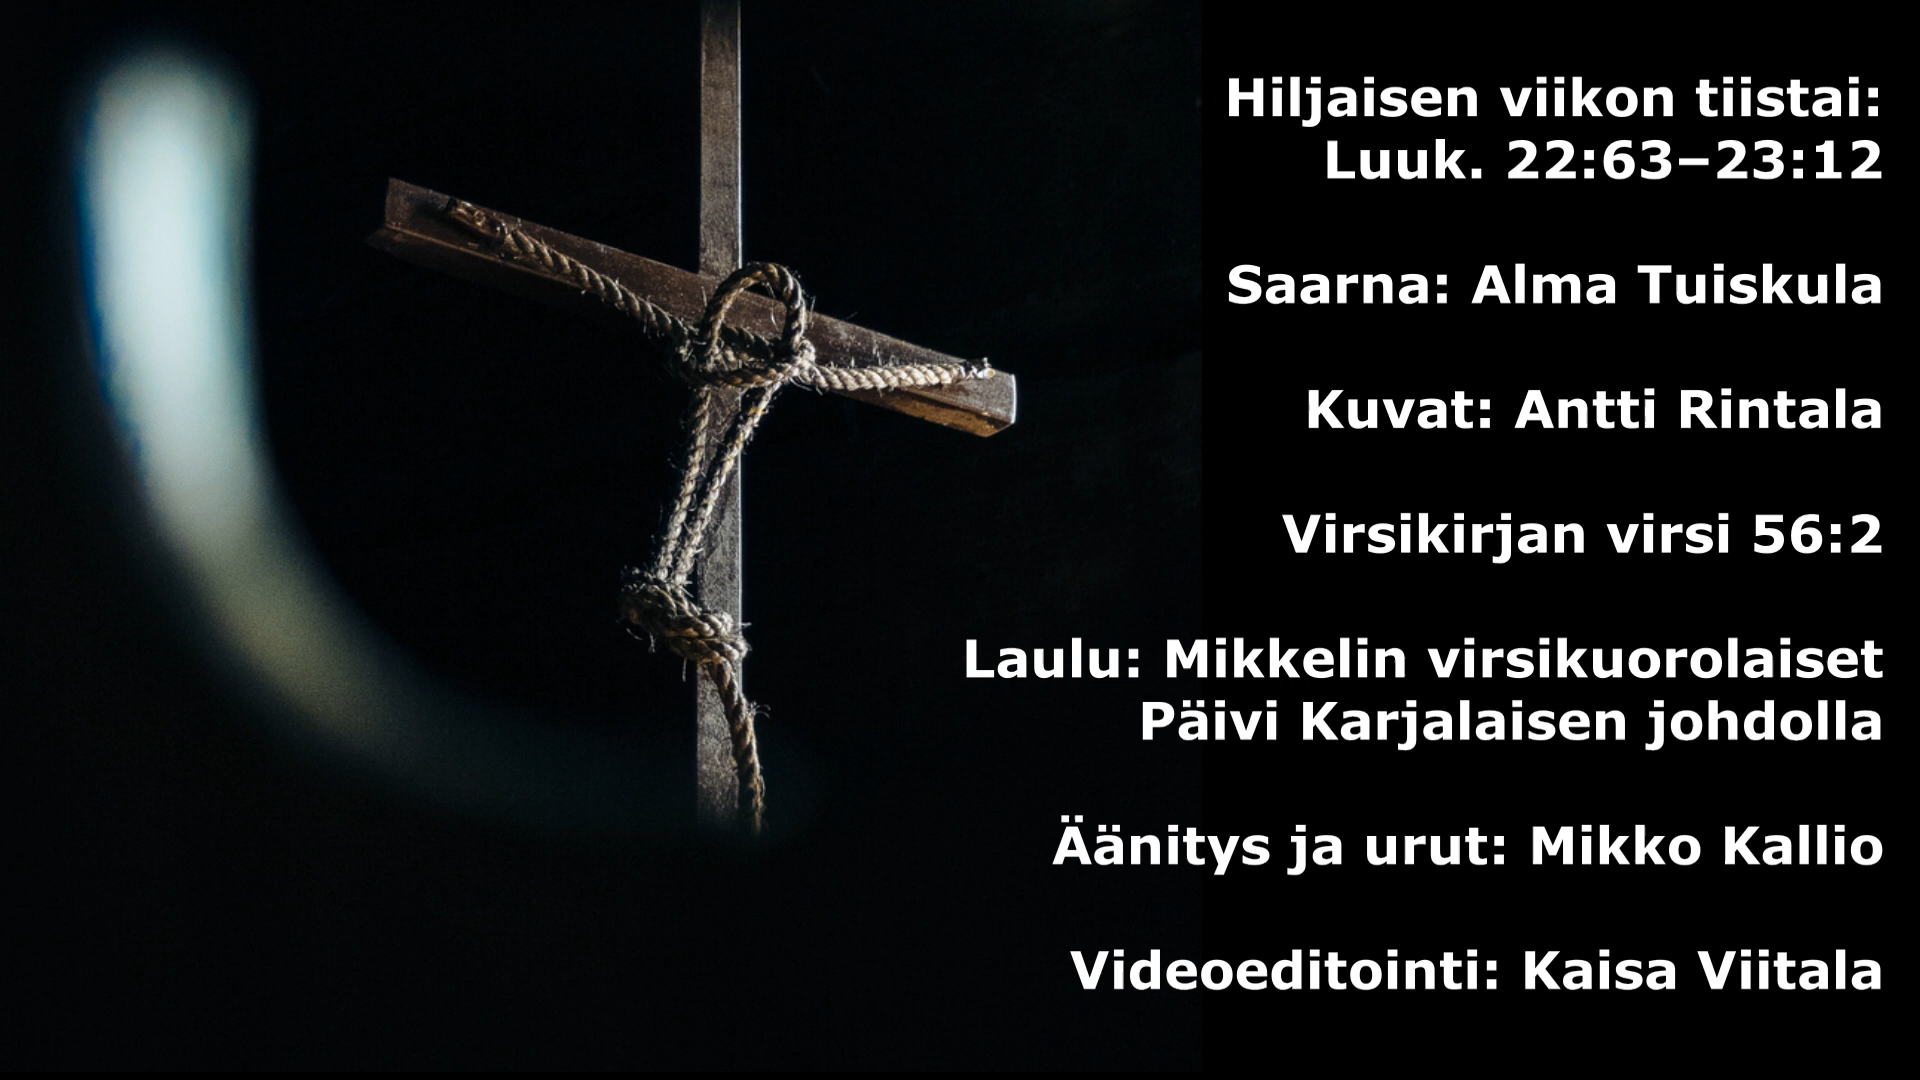 Hiljaisen viikon tiistai:
Luuk. 22:63–23:12
Saarna: Alma Tuiskula
Kuvat: Antti Rintala
Virsikirjan virsi 56:2
Laulu: Mikkelin virsikuorolaiset
Päivi Karjalaisen johdolla
Äänitys ja urut: Mikko Kallio
Videoeditointi: Kaisa Viitala